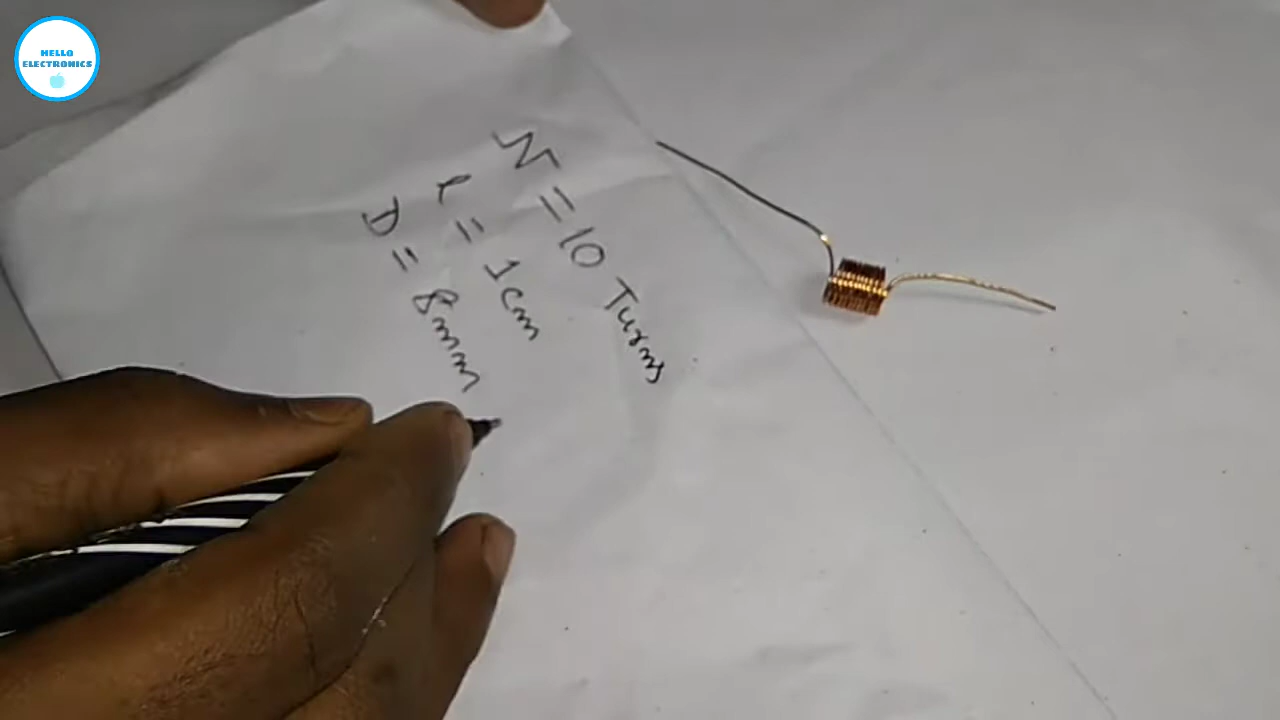 HELLO
ELECTRONICS
N = 10 Turns
l = 1cm
D = 8mm